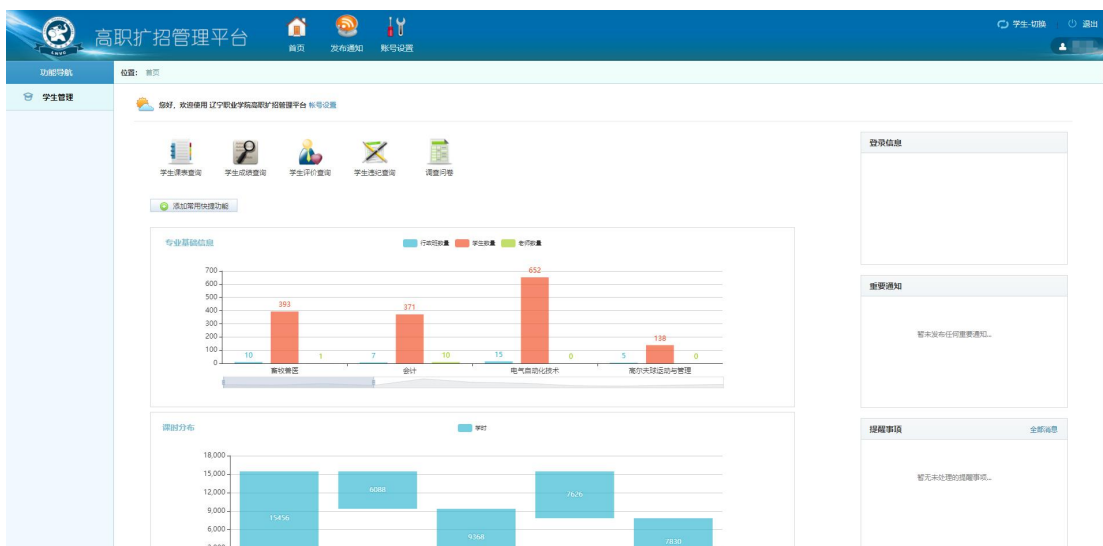 LNVC
高职扩招管理平台
首页
发布通知
账号设置
学生-切换
退出
功能导航
位置： 首页
学生管理
您好，欢迎使用 辽宁职业学院高职扩招管理平台 帐号设置
学生课表查询
学生成绩查询
学生评价查询
学生违纪查询
调查问卷
添加常用快捷功能
登录信息
专业基础信息
行政班数量 学生数量 老师数量
700
600
500
400
300
200
100
0
10 393 1
7 371 10
15 652 0
5 138 0
畜牧兽医 会计 电气自动化技术 高尔夫球运动与管理
重要通知
暂未发布任何重要通知...
课时分布
学时
18,000
15,000
12,000
9,000
6,000
15456
6088
9368
7626
7830
提醒事项 全部消息
暂无未处理的提醒事项...